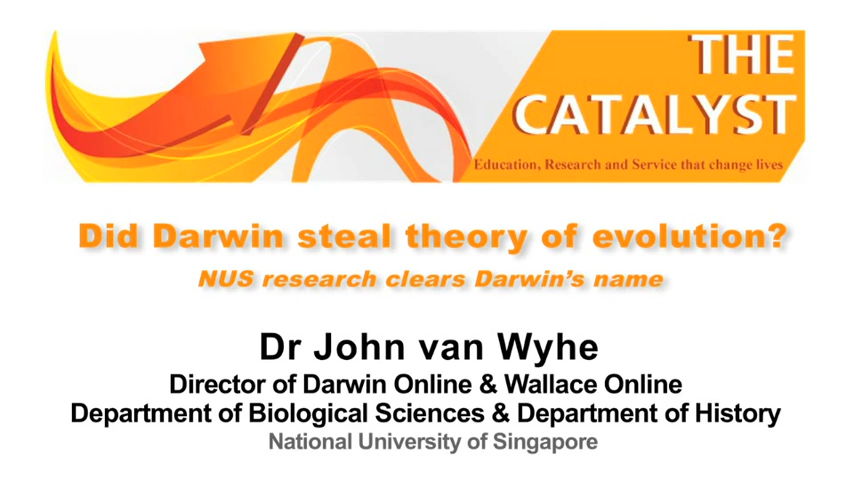 THE
CATALYST
Education, Research and Service that change lives
Did Darwin steal theory of evolution?
NUS research clears Darwin's name
Dr John van Wyhe
Director of Darwin Online & Wallace Online
Department of Biological Sciences & Department of History
National University of Singapore